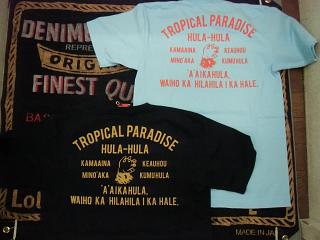 DENIM
REPRE
ORIG
FINEST QU
BA
Lol
MADE IN JA
TROPICAL PARADISE
HULA-HULA
KAMAAINA KEAUHOU
MINO'AKA KUMUHULA
'A'AIKAHULA,
WAIHO KA HILAHILA I KA HALE.
TROPICAL PARADISE
HULA-HULA
KAMAAINA KEAUHOU
MINO'AKA KUMUHULA
'A'AIKAHULA,
WAIHO KA HILAHILA I KA HALE.